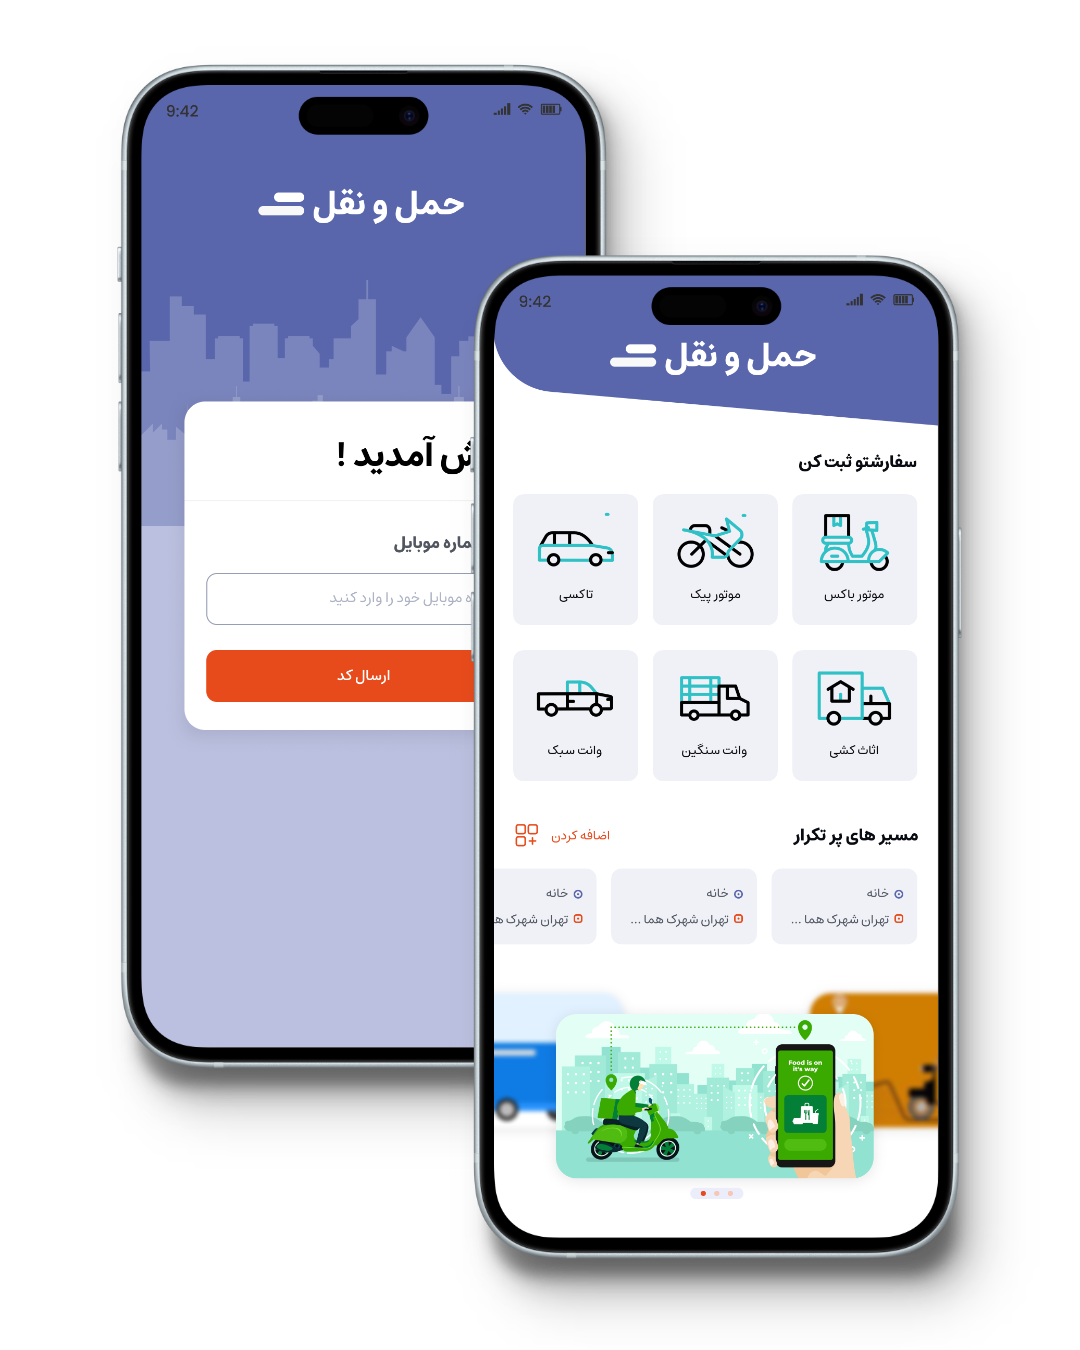 9:42
حمل و نقل
آمدید !
موبایل
موبایل خود را وارد کنید
ارسال کد
9:42
حمل و نقل
سفارشتو ثبت کن
موتور باکس
موتور پیک
تاکسی
اثاث کشی
وانت سنگین
وانت سبک
مسیر های پر تکرار
اضافه کردن
خانه
تهران شهرک هما ...
خانه
تهران شهرک هما ...
خانه
تهران شهرک
Food is on
it's way